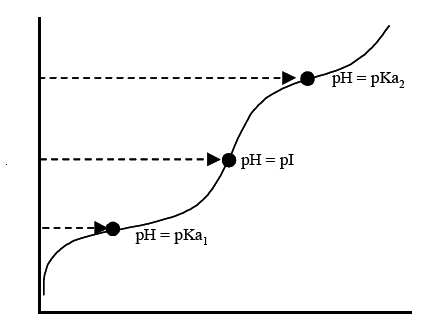 pH = pKa₂
pH = pI
pH = pKa₁